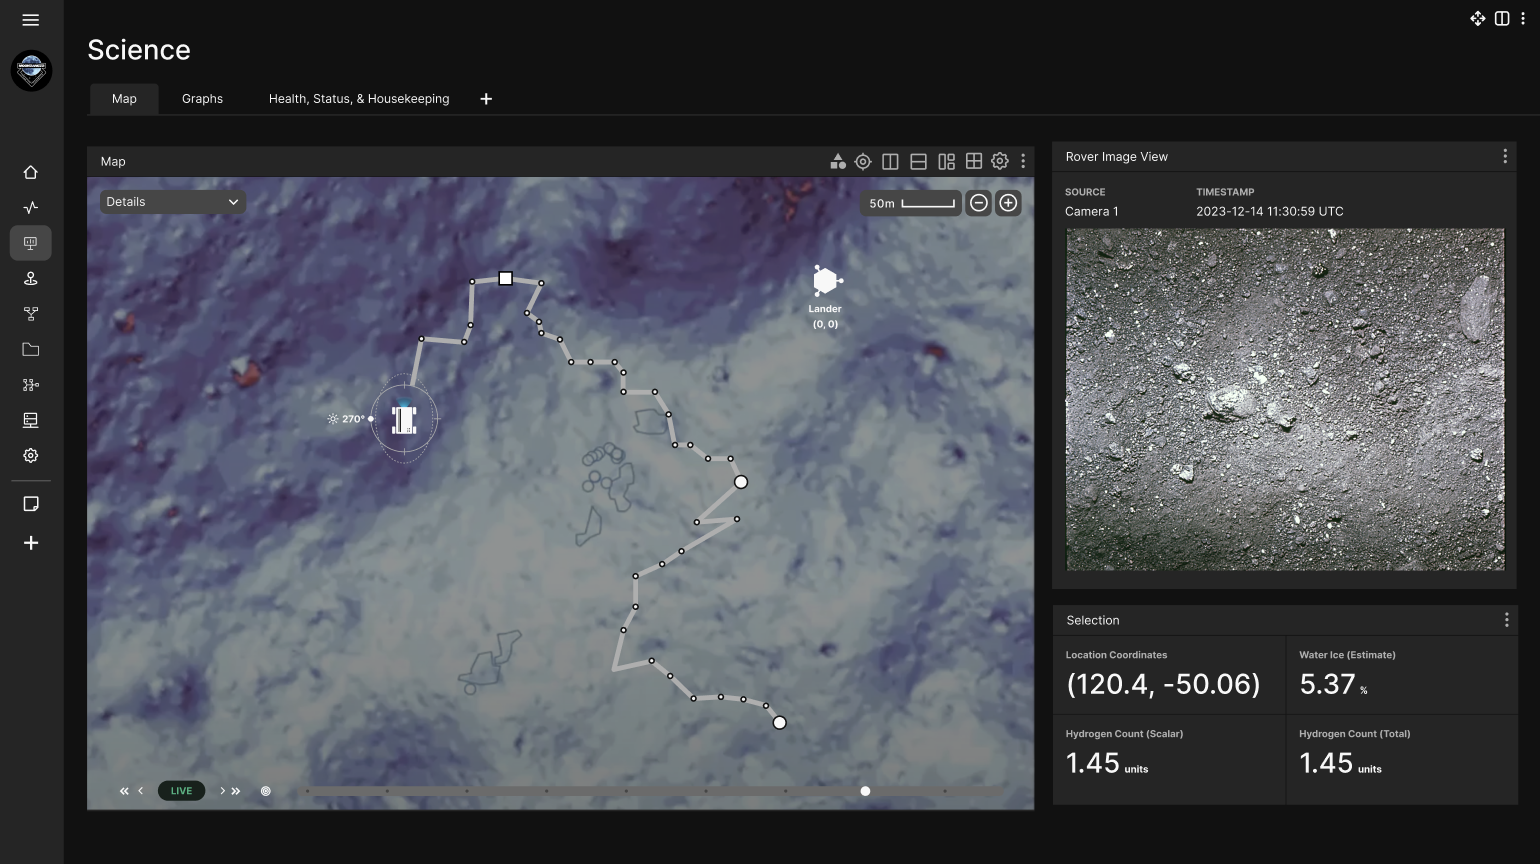 Science
Map
Graphs
Health, Status, & Housekeeping
Map
Details
50m
Lander
(0, 0)
270°
LIVE
Rover Image View
SOURCE
TIMESTAMP
Camera 1
2023-12-14 11:30:59 UTC
Selection
Location Coordinates
(120.4, -50.06)
Water Ice (Estimate)
5.37 %
Hydrogen Count (Scalar)
1.45 units
Hydrogen Count (Total)
1.45 units